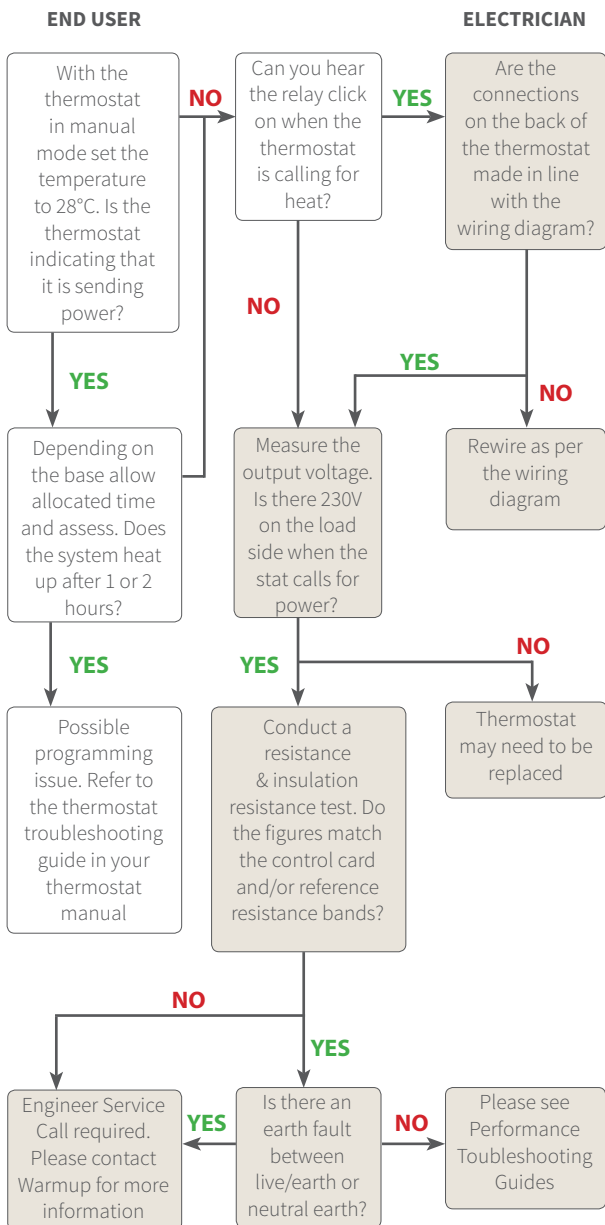 END USER
ELECTRICIAN
With the
thermostat
in manual
mode set the
temperature
to 28°C. Is the
thermostat
indicating that
it is sending
power?
NO
Can you hear
the relay click
on when the
thermostat
is calling for
heat?
YES
Are the
connections
on the back of
the thermostat
made in line
with the
wiring diagram?
YES
NO
YES
NO
Depending on
the base allow
allocated time
and assess. Does
the system heat
up after 1 or 2
hours?
Measure the
output voltage.
Is there 230V
on the load
side when the
stat calls for
power?
Rewire as per
the wiring
diagram
YES
YES
NO
Possible
programming
issue. Refer to
the thermostat
troubleshooting
guide in your
thermostat
manual
Conduct a
resistance
& insulation
resistance test. Do
the figures match
the control card
and/or reference
resistance bands?
Thermostat
may need to be
replaced
NO
YES
Engineer Service
Call required.
Please contact
Warmup for more
information
YES
Is there an
earth fault
between
live/earth or
neutral earth?
NO
Please see
Performance
Toubleshooting
Guides